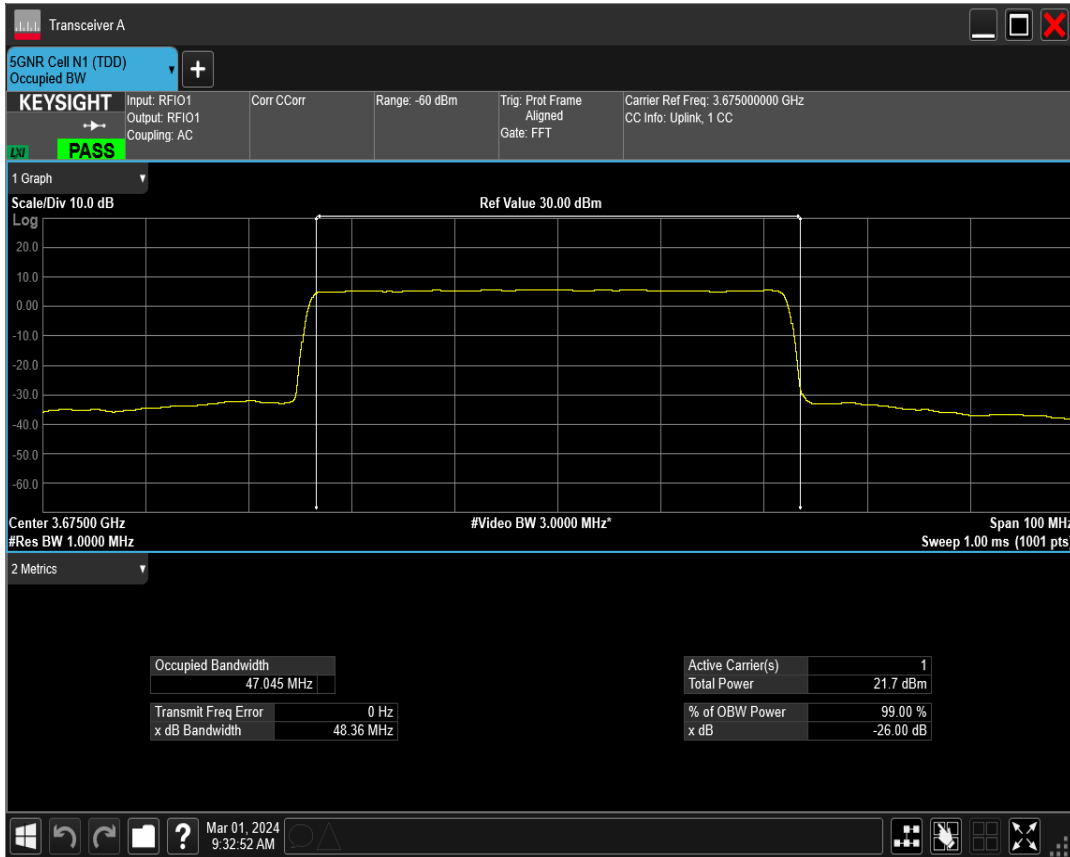 Transceiver A
5GNR Cell N1 (TDD)
Occupied BW
+
KEYSIGHT
LXI
PASS
Input: RFIO1
Output: RFIO1
Coupling: AC
Corr CCorr
Range: -60 dBm
Trig: Prot Frame
Aligned
Gate: FFT
Carrier Ref Freq: 3.675000000 GHz
CC Info: Uplink, 1 CC
1 Graph
Scale/Div 10.0 dB
Ref Value 30.00 dBm
Log
20.0
10.0
0.00
-10.0
-20.0
-30.0
-40.0
-50.0
-60.0
Center 3.67500 GHz
#Video BW 3.0000 MHz*
Span 100 MHz
#Res BW 1.0000 MHz
Sweep 1.00 ms (1001 pts)
2 Metrics
Occupied Bandwidth
47.045 MHz
Transmit Freq Error 0 Hz
x dB Bandwidth 48.36 MHz
Active Carrier(s) 1
Total Power 21.7 dBm
% of OBW Power 99.00 %
x dB -26.00 dB
?
Mar 01, 2024
9:32:52 AM